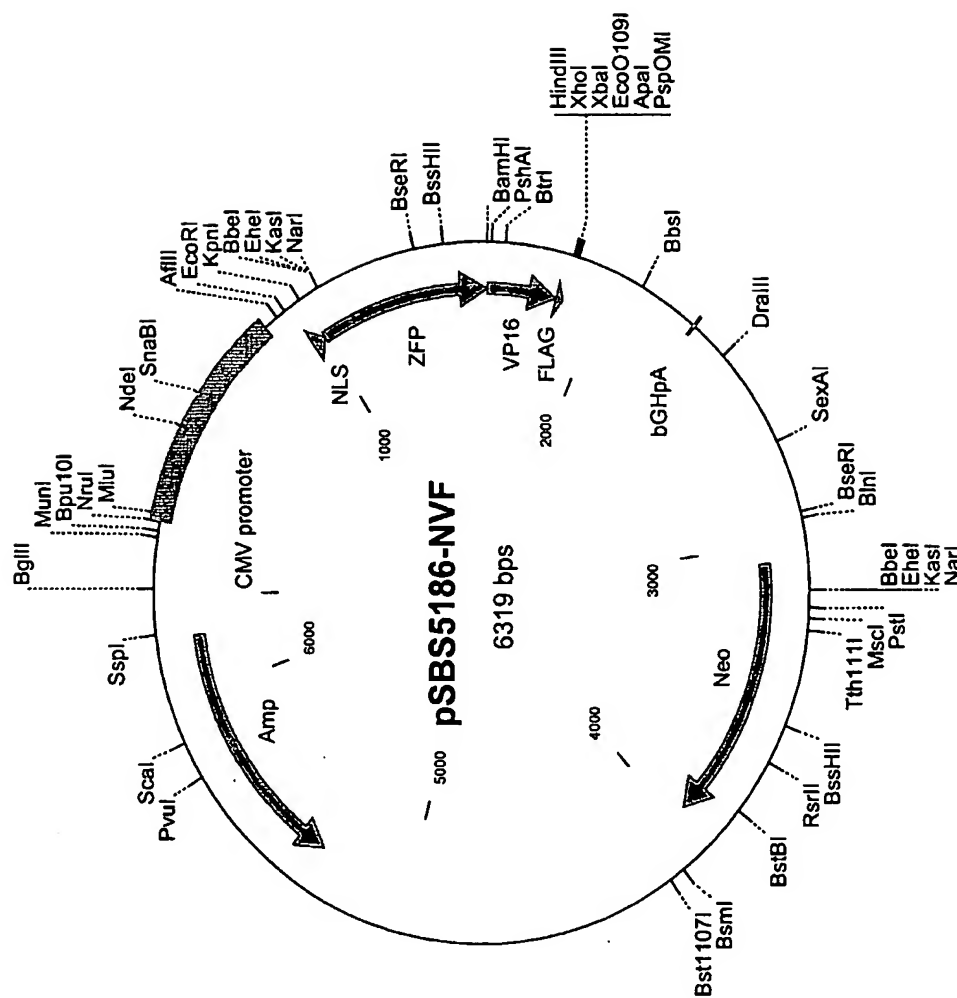 pSBS5186-NVF
6319 bps
BglII
MunI
Bpu10I
NruI
MluI
NdeI
SnaBI
AflII
EcoRI
KpnI
BbeI
EheI
KasI
NarI
BseRI
BssHII
BamHI
PshAI
BtrI
HindIII
XhoI
XbaI
EcoO109I
ApaI
PspOMI
BbsI
DraIII
SexAI
BseRI
BlnI
BbeI
EheI
KasI
NarI
PstI
MscI
Tth111I
BssHII
RsrII
BstBI
BsmI
Bst1107I
PvuI
ScaI
SspI
CMV promoter
NLS
ZFP
VP16
FLAG
bGHpA
Neo
Amp
1000
2000
3000
4000
5000
6000